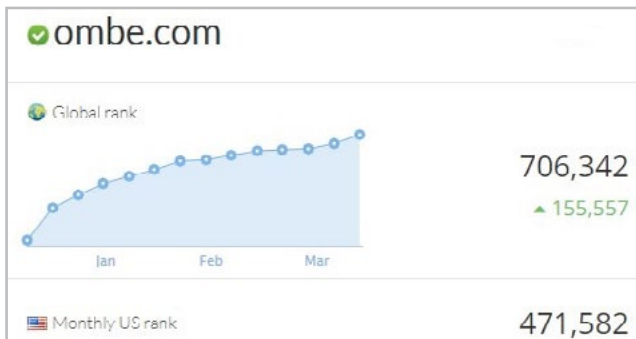 ombe.com
Global rank
706,342
155,557
Jan Feb Mar
Monthly US rank
471,582